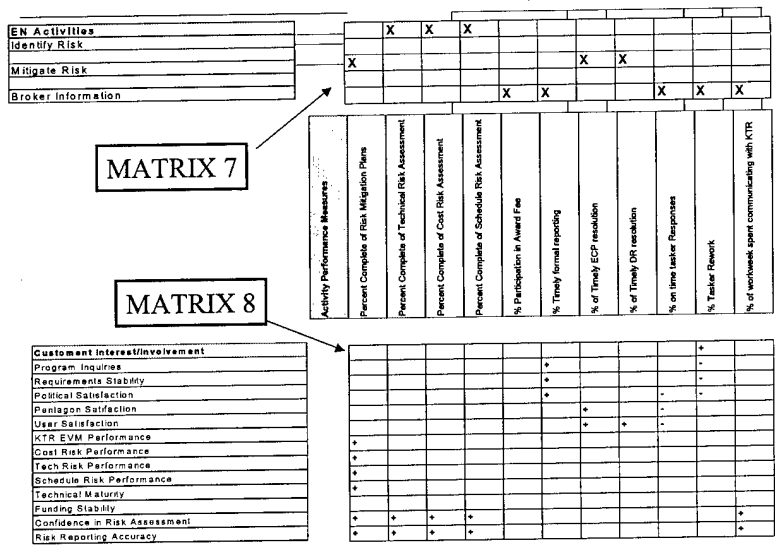 EN Activities X X X
Identify Risk
X X X
Mitigate Risk
Broker Information X X X X X
MATRIX 7
Activity Performance Measures
Percent Complete of Risk Mitigation Plans
Percent Complete of Technical Risk Assessment
Percent Complete of Cost Risk Assessment
Percent Complete of Schedule Risk Assessment
% Participation in Award Fee
% Timely formal reporting
% of Timely ECP resolution
% of Timely DR resolution
% on time tasker Responses
% Tasker Rework
% of workweek spent communicating with KTR
MATRIX 8
Customent Interest/Involvement +
Program Inquiries + -
Requirements Stability + -
Political Satisfaction + - -
Pentagon Satifaction + -
User Satisfaction + + -
KTR EVM Performance +
Cost Risk Performance +
Tech Risk Performance +
Schedule Risk Performance +
Technical Maturity
Funding Stability +
Confidence in Risk Assessment + + + + +
Risk Reporting Accuracy + + + + +